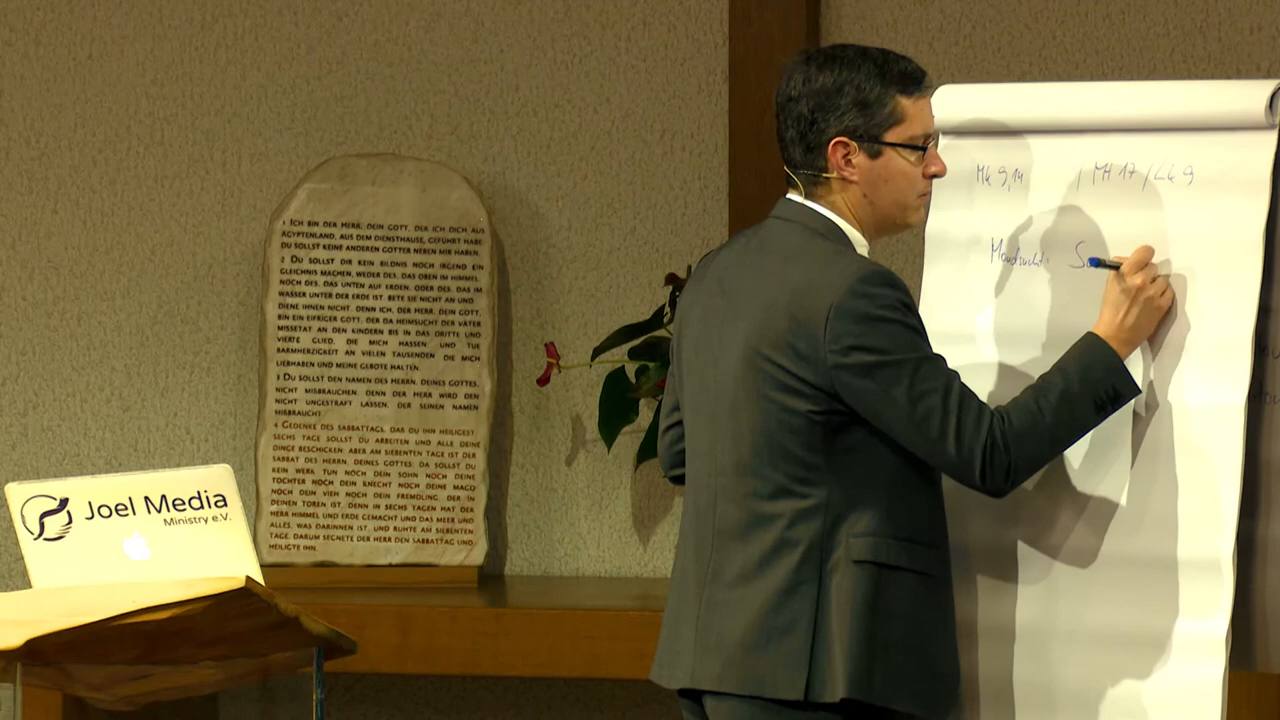 1 ICH BIN DER HERR, DEIN GOTT, DER ICH DICH AUS
ÄGYPTENLAND, AUS DEM DIENSTHAUSE, GEFÜHRT HABE.
DU SOLLST KEINE ANDEREN GÖTTER NEBEN MIR HABEN.
2 DU SOLLST DIR KEIN BILDNIS NOCH IRGEND EIN
GLEICHNIS MACHEN, WEDER DES, DAS OBEN IM HIMMEL,
NOCH DES, DAS UNTEN AUF ERDEN, ODER DES, DAS IM
WASSER UNTER DER ERDE IST. BETE SIE NICHT AN UND
DIENE IHNEN NICHT. DENN ICH, DER HERR, DEIN GOTT,
BIN EIN EIFRIGER GOTT, DER DA HEIMSUCHT DER VÄTER
MISSETAT AN DEN KINDERN BIS IN DAS DRITTE UND
VIERTE GLIED, DIE MICH HASSEN; UND TUE
BARMHERZIGKEIT AN VIELEN TAUSENDEN, DIE MICH
LIEBHABEN UND MEINE GEBOTE HALTEN.
3 DU SOLLST DEN NAMEN DES HERRN, DEINES GOTTES,
NICHT MIßBRAUCHEN, DENN DER HERR WIRD DEN
NICHT UNGESTRAFT LASSEN, DER SEINEN NAMEN
MIßBRAUCHT.
4 GEDENKE DES SABBATTAGS, DAß DU IHN HEILIGEST.
SECHS TAGE SOLLST DU ARBEITEN UND ALLE DEINE
DINGE BESCHICKEN; ABER AM SIEBENTEN TAGE IST DER
SABBAT DES HERRN, DEINES GOTTES; DA SOLLST DU
KEIN WERK TUN NOCH DEIN SOHN NOCH DEINE
TOCHTER NOCH DEIN KNECHT NOCH DEINE MAGD
NOCH DEIN VIEH NOCH DEIN FREMDLING, DER IN
DEINEN TOREN IST. DENN IN SECHS TAGEN HAT DER
HERR HIMMEL UND ERDE GEMACHT UND DAS MEER UND
ALLES, WAS DARINNEN IST, UND RUHTE AM SIEBENTEN
TAGE. DARUM SEGNETE DER HERR DEN SABBATTAG UND
HEILIGTE IHN.
Joel Media
Ministry e.V.
Mk 9,14 / Mt 17 / Lk 9